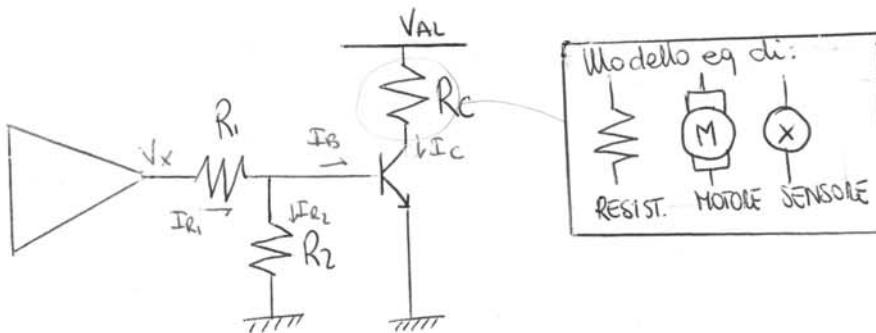 VAL
Modello eq di:
R1
IB
RC
VX
IC
M
X
IR1
IR2
R2
RESIST. MOTORE SENSORE